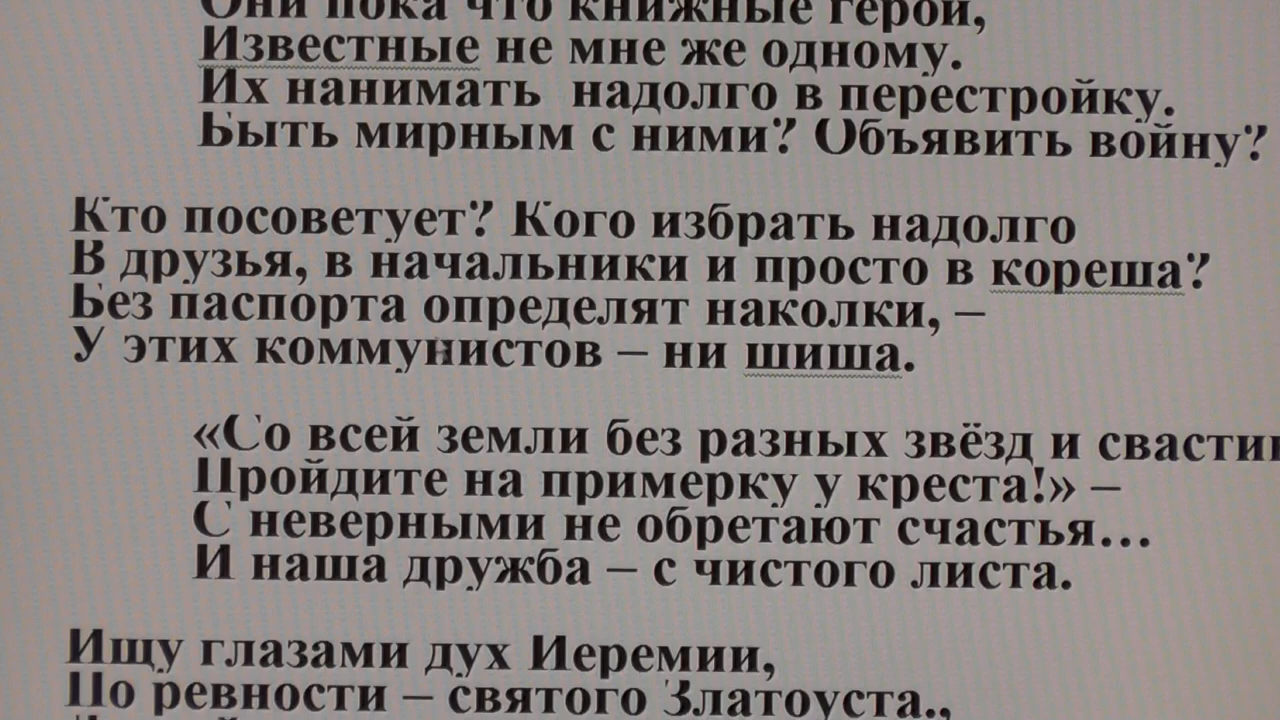 Они пока что книжные герои,
Известные не мне же одному.
Их нанимать надолго в перестройку.
Быть мирным с ними? Объявить войну?
Кто посоветует? Кого избрать надолго
В друзья, в начальники и просто в кореша?
Без паспорта определят наколки, –
У этих коммунистов – ни шиша.
«Со всей земли без разных звёзд и свасти
Пройдите на примерку у креста!» –
С неверными не обретают счастья...
И наша дружба – с чистого листа.
Ищу глазами дух Иеремии,
По ревности – святого Златоуста.,